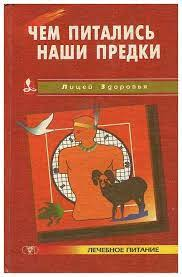 ЧЕМ ПИТАЛИСЬ
НАШИ ПРЕДКИ
Лицей Здоровья
ЛЕЧЕБНОЕ ПИТАНИЕ